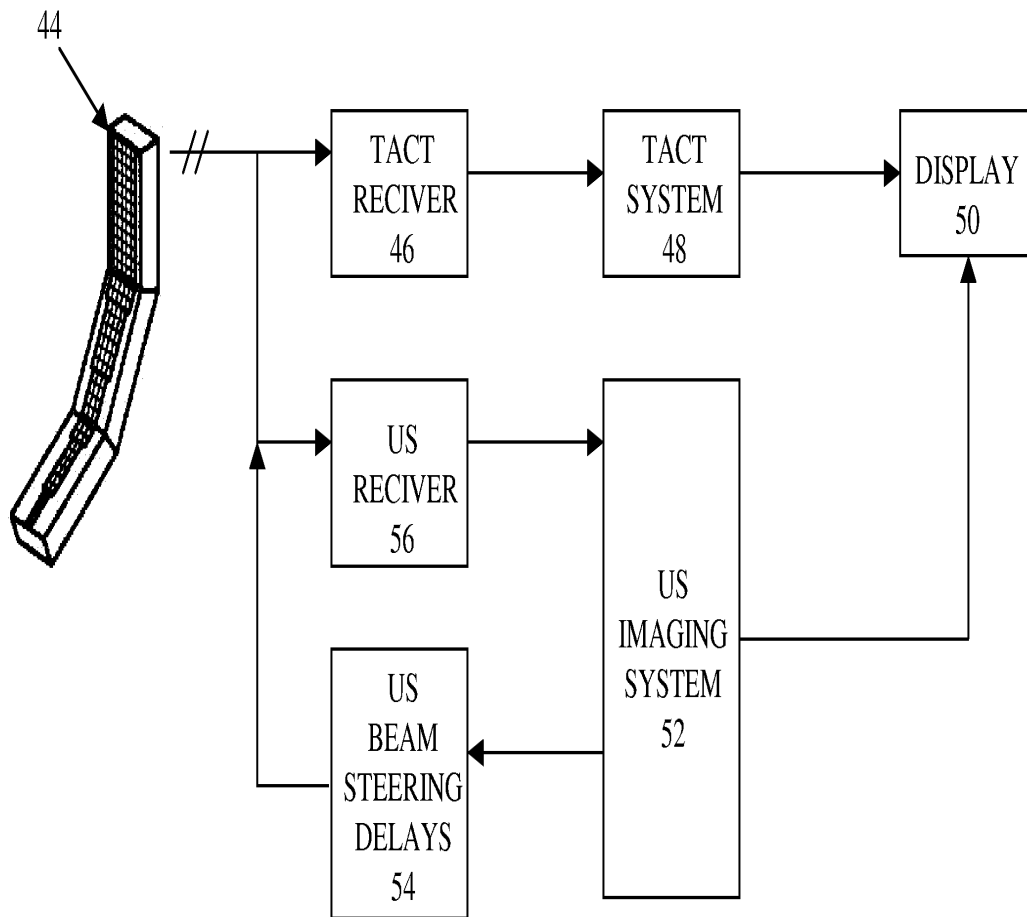 44
TACT
RECIVER
46
TACT
SYSTEM
48
DISPLAY
50
US
RECIVER
56
US
IMAGING
SYSTEM
52
US
BEAM
STEERING
DELAYS
54